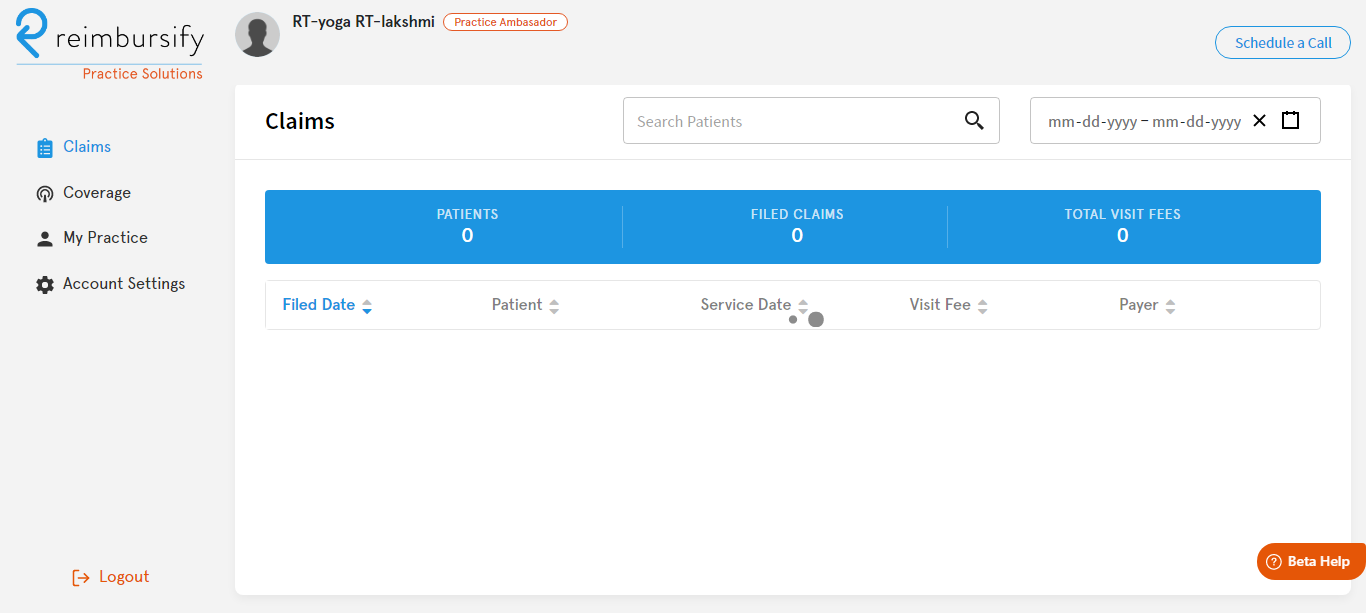 reimbursify
Practice Solutions
RT-yoga RT-lakshmi Practice Ambasador
Schedule a Call
Claims
Coverage
My Practice
Account Settings
Logout
Claims
Search Patients
mm-dd-yyyy – mm-dd-yyyy
PATIENTS
0
FILED CLAIMS
0
TOTAL VISIT FEES
0
Filed Date Patient Service Date Visit Fee Payer
? Beta Help